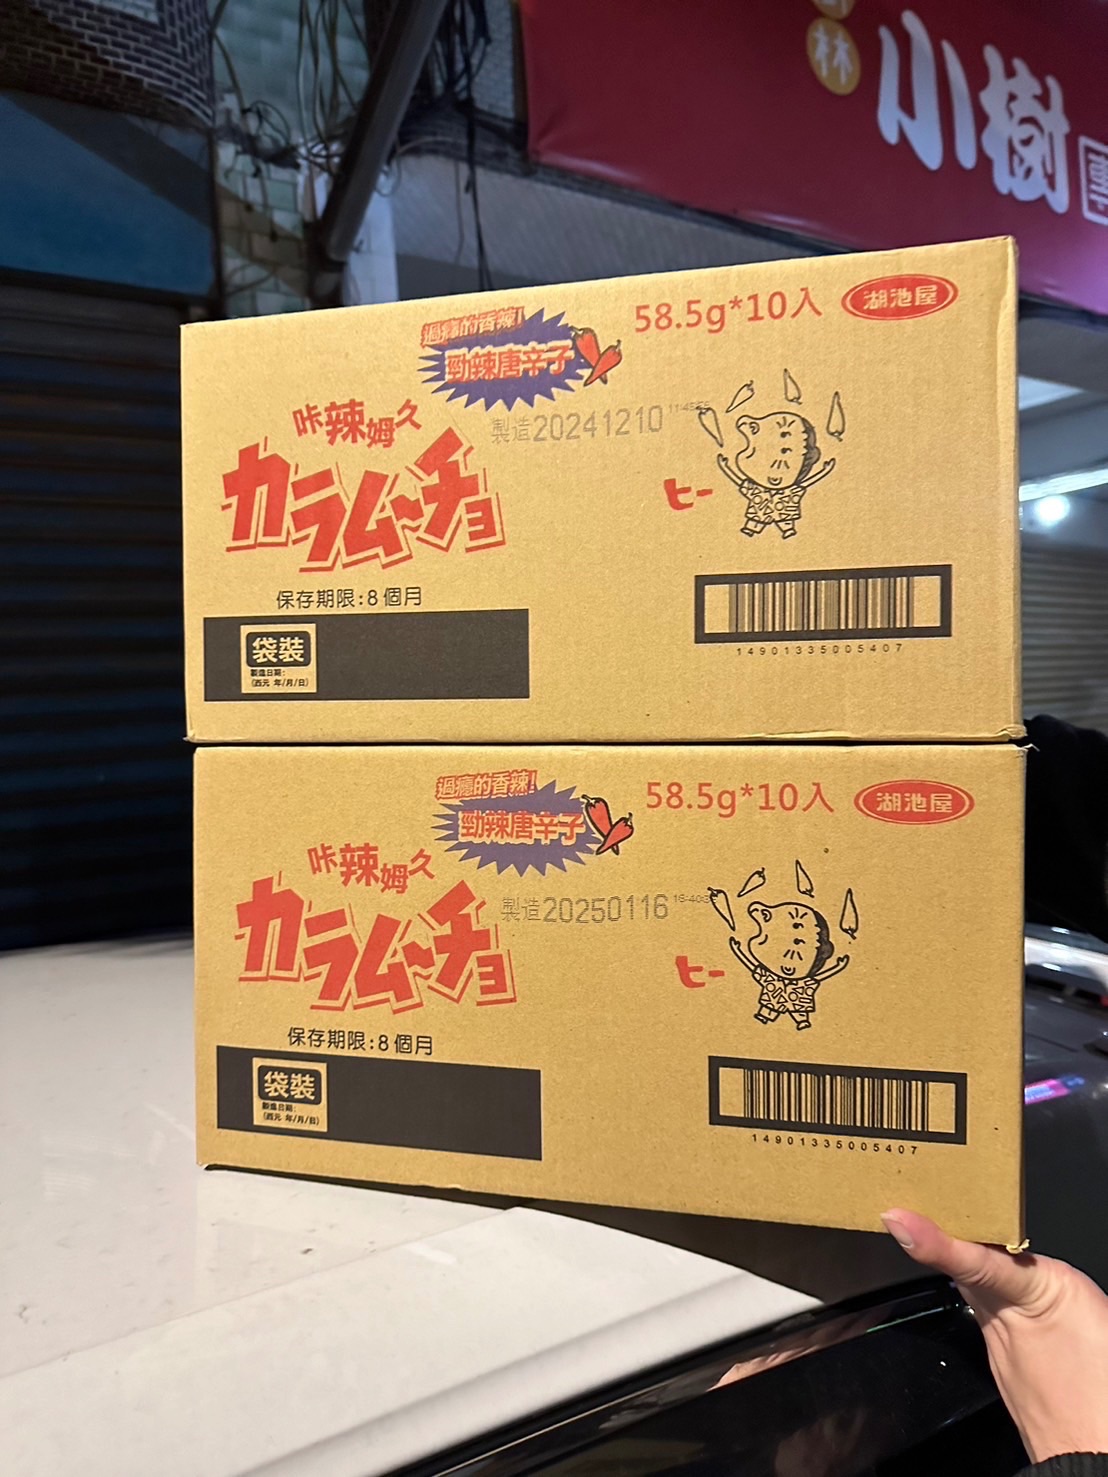 林
小樹
過癮的香辣!
勁辣唐辛子
58.5g*10入
湖池屋
咔辣姆久
カラムーチョ
製造20241210
ヒー
保存期限:8個月
袋裝
製造日期:
(西元 年/月/日)
14901335005407
過癮的香辣!
勁辣唐辛子
58.5g*10入
湖池屋
咔辣姆久
カラムーチョ
製造20250116
ヒー
保存期限:8個月
袋裝
製造日期:
(西元 年/月/日)
14901335005407